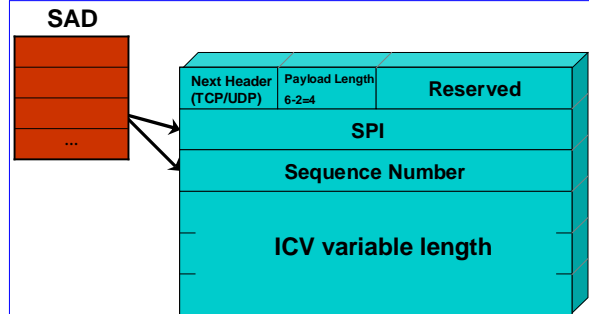 SAD
Next Header
(TCP/UDP)
Payload Length
6-2=4
Reserved
...
SPI
Sequence Number
ICV variable length